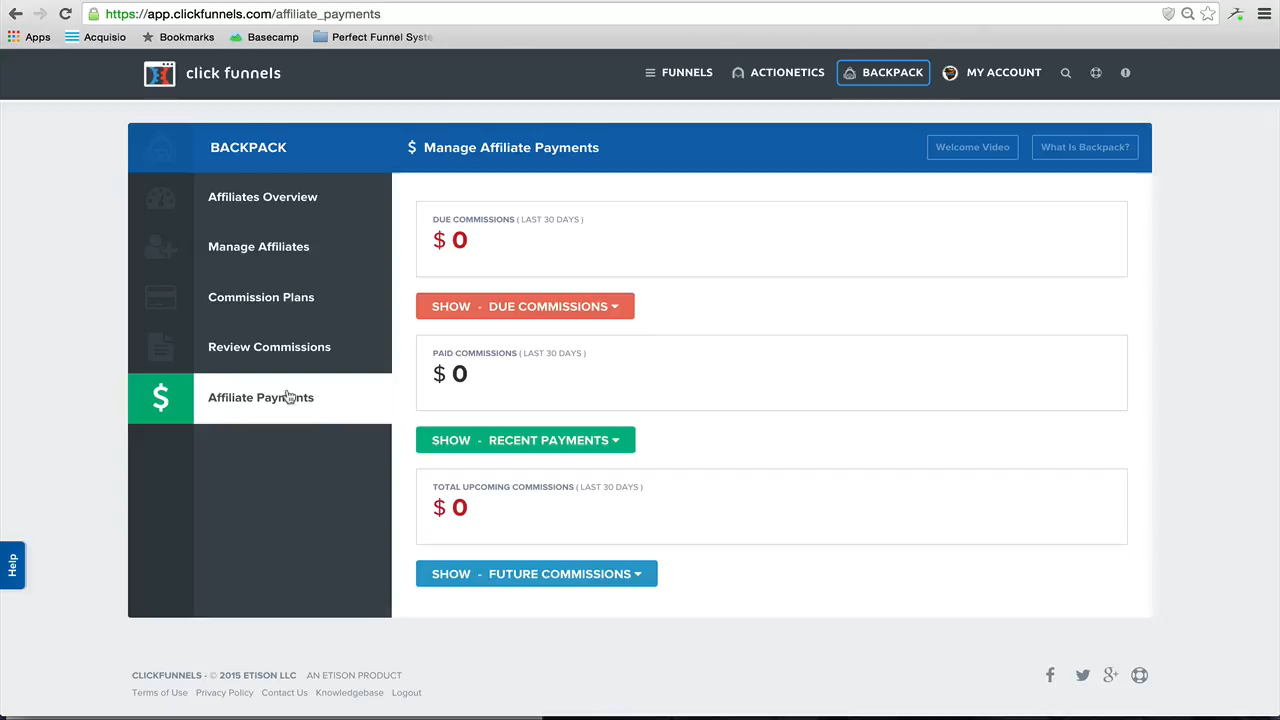 https://app.clickfunnels.com/affiliate_payments
Apps Acquisio Bookmarks Basecamp Perfect Funnel Syst
click funnels FUNNELS ACTIONETICS BACKPACK MY ACCOUNT
BACKPACK $ Manage Affiliate Payments Welcome Video What Is Backpack?
Affiliates Overview
Manage Affiliates
Commission Plans
Review Commissions
$ Affiliate Payments
DUE COMMISSIONS ( LAST 30 DAYS )
$ 0
SHOW - DUE COMMISSIONS
PAID COMMISSIONS ( LAST 30 DAYS )
$ 0
SHOW - RECENT PAYMENTS
TOTAL UPCOMING COMMISSIONS ( LAST 30 DAYS )
$ 0
SHOW - FUTURE COMMISSIONS
Help
CLICKFUNNELS - © 2015 ETISON LLC AN ETISON PRODUCT
Terms of Use Privacy Policy Contact Us Knowledgebase Logout